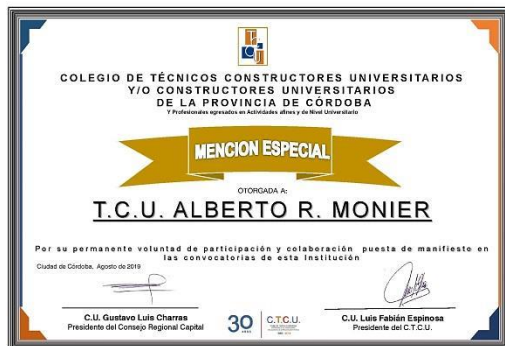 COLEGIO DE TÉCNICOS CONSTRUCTORES UNIVERSITARIOS
Y/O CONSTRUCTORES UNIVERSITARIOS
DE LA PROVINCIA DE CÓRDOBA
Y Profesionales egresados en Actividades afines y de Nivel Universitario
MENCION ESPECIAL
OTORGADA A:
T.C.U. ALBERTO R. MONIER
Por su permanente voluntad de participación y colaboración puesta de manifiesto en
las convocatorias de esta Institución
Ciudad de Córdoba, Agosto de 2019
C.U. Gustavo Luis Charras
Presidente del Consejo Regional Capital
30
AÑOS
C.T.C.U.
C.U. Luis Fabián Espinosa
Presidente del C.T.C.U.